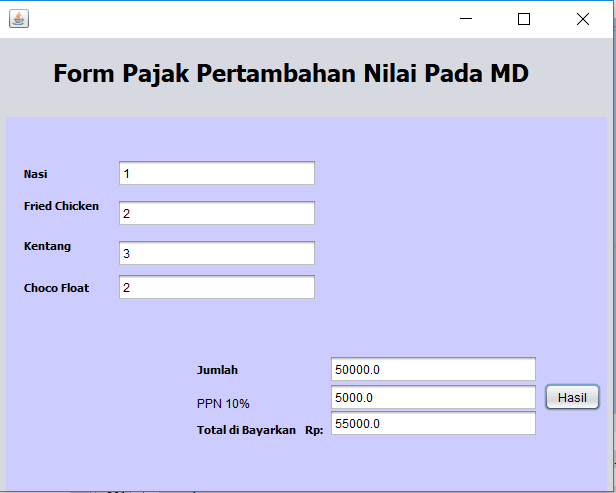 Form Pajak Pertambahan Nilai Pada MD
Nasi 1
Fried Chicken 2
Kentang 3
Choco Float 2
Jumlah 50000.0
PPN 10% 5000.0 Hasil
Total di Bayarkan Rp: 55000.0